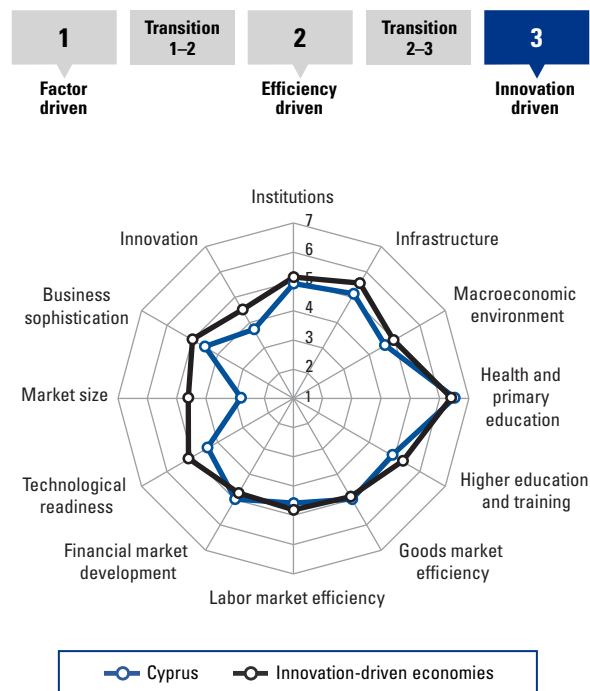 1
Transition
1–2
2
Transition
2–3
3
Factor
driven
Efficiency
driven
Innovation
driven
Institutions
7
6
5
4
3
2
1
Infrastructure
Macroeconomic
environment
Health and
primary
education
Higher education
and training
Goods market
efficiency
Labor market efficiency
Financial market
development
Technological
readiness
Market size
Business
sophistication
Innovation
Cyprus
Innovation-driven economies